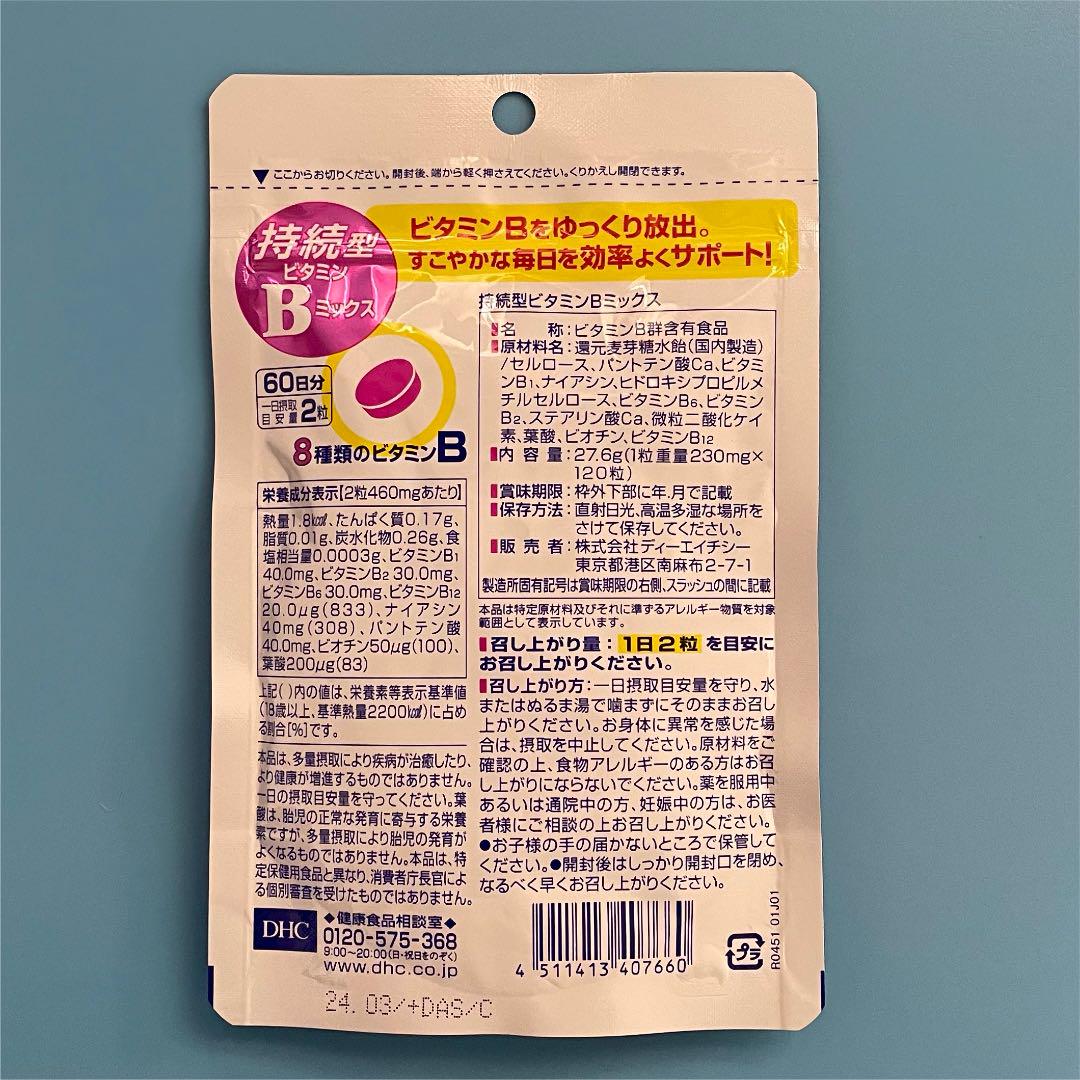 ▼ここからお切りください。開封後、端から軽く押さえてください。くりかえし開閉できます。
持続型
ビタミン
Bミックス
ビタミンBをゆっくり放出。
すこやかな毎日を効率よくサポート!
60日分
一日摂取
目安量2粒
8種類のビタミンB
栄養成分表示[2粒460mgあたり]
熱量1.8kcal、たんぱく質0.17g、
脂質0.01g、炭水化物0.26g、食
塩相当量0.0003g、ビタミンB1
40.0mg、ビタミンB2 30.0mg、
ビタミンB6 30.0mg、ビタミンB12
20.0μg(833)、ナイアシン
40mg(308)、パントテン酸
40.0mg、ビオチン50μg(100)、
葉酸200μg(83)
上記( )内の値は、栄養素等表示基準値
(18歳以上、基準熱量2200kcal)に占め
る割合[%]です。
本品は、多量摂取により疾病が治癒したり、
より健康が増進するものではありません。
一日の摂取目安量を守ってください。葉
酸は、胎児の正常な発育に寄与する栄養
素ですが、多量摂取により胎児の発育が
よくなるものではありません。本品は、特
定保健用食品と異なり、消費者庁長官によ
る個別審査を受けたものではありません。
持続型ビタミンBミックス
■名 称:ビタミンB群含有食品
■原材料名:還元麦芽糖水飴(国内製造)
/セルロース、パントテン酸Ca、ビタミ
ンB1、ナイアシン、ヒドロキシプロピルメ
チルセルロース、ビタミンB6、ビタミン
B2、ステアリン酸Ca、微粒二酸化ケイ
素、葉酸、ビオチン、ビタミンB12
■内容量:27.6g(1粒重量230mg×
120粒)
■賞味期限:枠外下部に年.月で記載
■保存方法:直射日光、高温多湿な場所を
さけて保存してください。
■販売者:株式会社ディーエイチシー
東京都港区南麻布2-7-1
製造所固有記号は賞味期限の右側、スラッシュの間に記載
本品は特定原材料及びそれに準ずるアレルギー物質を対象
範囲として表示しています。
■召し上がり量:1日2粒を目安に
お召し上がりください。
■召し上がり方:一日摂取目安量を守り、水
またはぬるま湯で噛まずにそのままお召し
上がりください。お身体に異常を感じた場
合は、摂取を中止してください。原材料をご
確認の上、食物アレルギーのある方はお召
し上がりにならないでください。薬を服用中
あるいは通院中の方、妊娠中の方は、お医
者様にご相談の上お召し上がりください。
●お子様の手の届かないところで保管して
ください。●開封後はしっかり開封口を閉め、
なるべく早くお召し上がりください。
DHC
◆健康食品相談室◆
0120-575-368
9:00~20:00(日・祝日をのぞく)
www.dhc.co.jp
4 511413 407660
プラ
R0451 01J01
24.03/+DAS/C